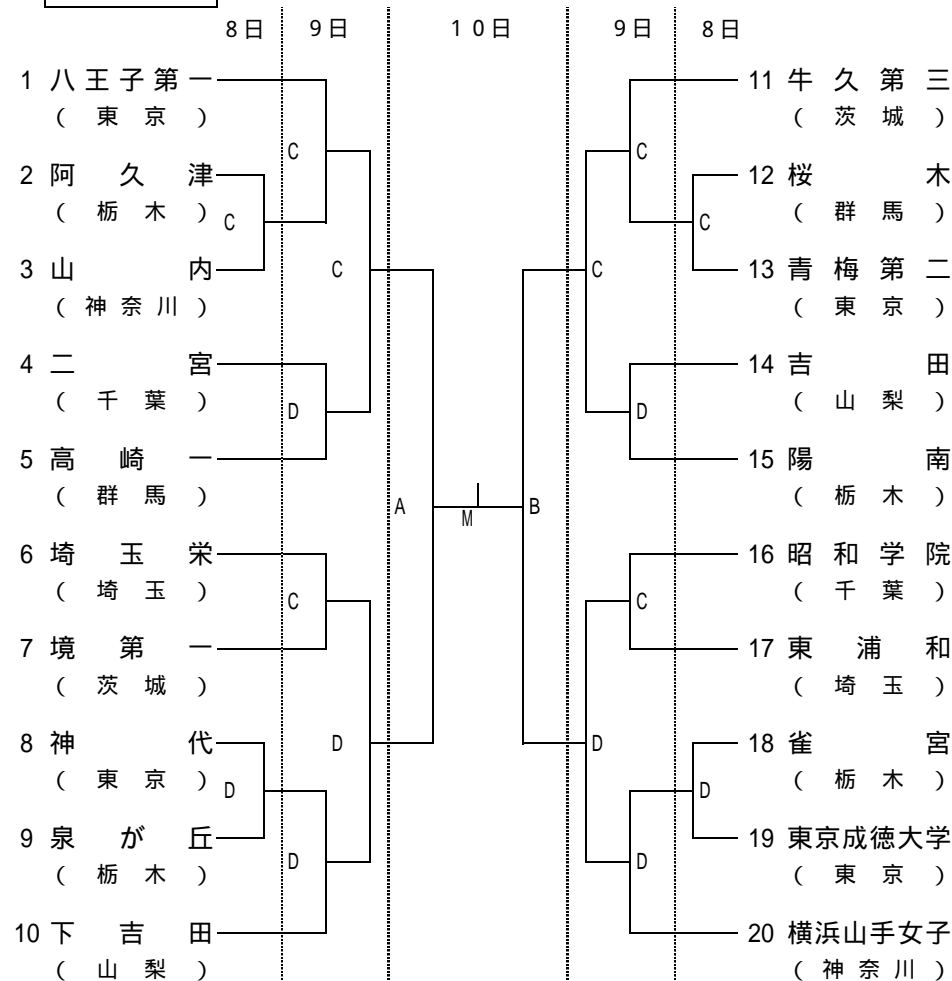 8日 9日 10日 9日 8日
1 八王子第一
(東京)
C
2 阿久津
(栃木)
C
3 山内
(神奈川)
C
4 二宮
(千葉)
D
5 高崎一
(群馬)
A
6 埼玉栄
(埼玉)
C
7 境第一
(茨城)
8 神代
(東京)
D
D
9 泉が丘
(栃木)
D
10 下吉田
(山梨)
M
11 牛久第三
(茨城)
C
12 桜木
(群馬)
C
13 青梅第二
(東京)
C
14 吉田
(山梨)
D
15 陽南
(栃木)
B
16 昭和学院
(千葉)
C
17 東浦和
(埼玉)
D
18 雀宮
(栃木)
D
19 東京成徳大学
(東京)
D
20 横浜山手女子
(神奈川)